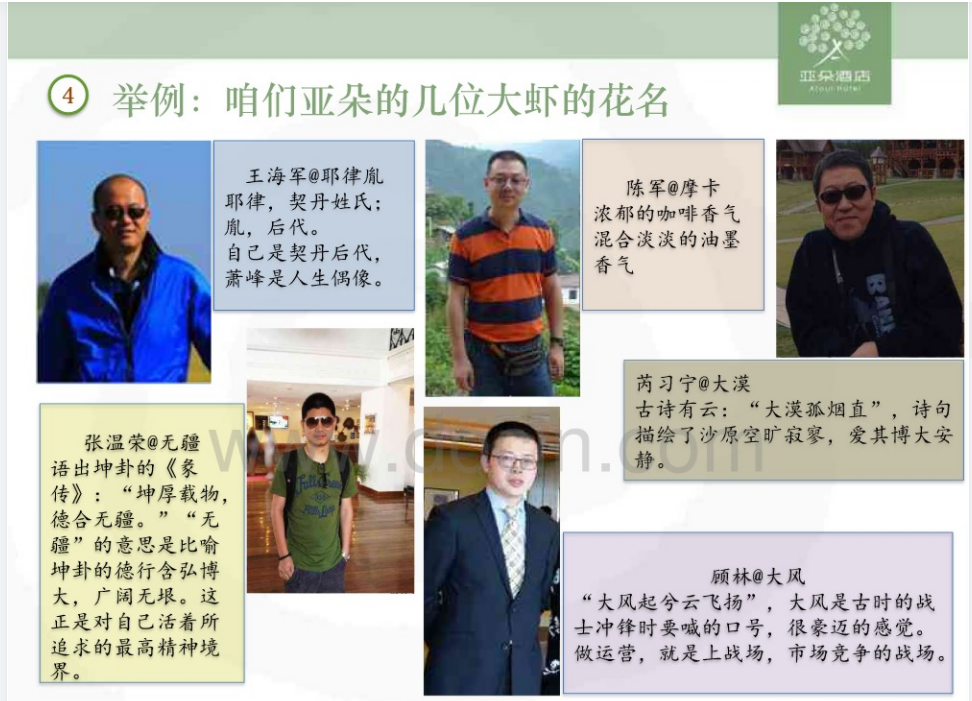 亚朵酒店
Atour Hotel
4
举例：咱们亚朵的几位大虾的花名
王海军@耶律胤
耶律，契丹姓氏；
胤，后代。
自己是契丹后代，
萧峰是人生偶像。
陈军@摩卡
浓郁的咖啡香气
混合淡淡的油墨
香气
芮习宁@大漠
古诗有云：“大漠孤烟直”，诗句
描绘了沙原空旷寂寥，爱其博大安
静。
张温荣@无疆
语出坤卦的《彖
传》：“坤厚载物，
德合无疆。”“无
疆”的意思是比喻
坤卦的德行含弘博
大，广阔无垠。这
正是对自己活着所
追求的最高精神境
界。
顾林@大风
“大风起兮云飞扬”，大风是古时的战
士冲锋时要喊的口号，很豪迈的感觉。
做运营，就是上战场，市场竞争的战场。